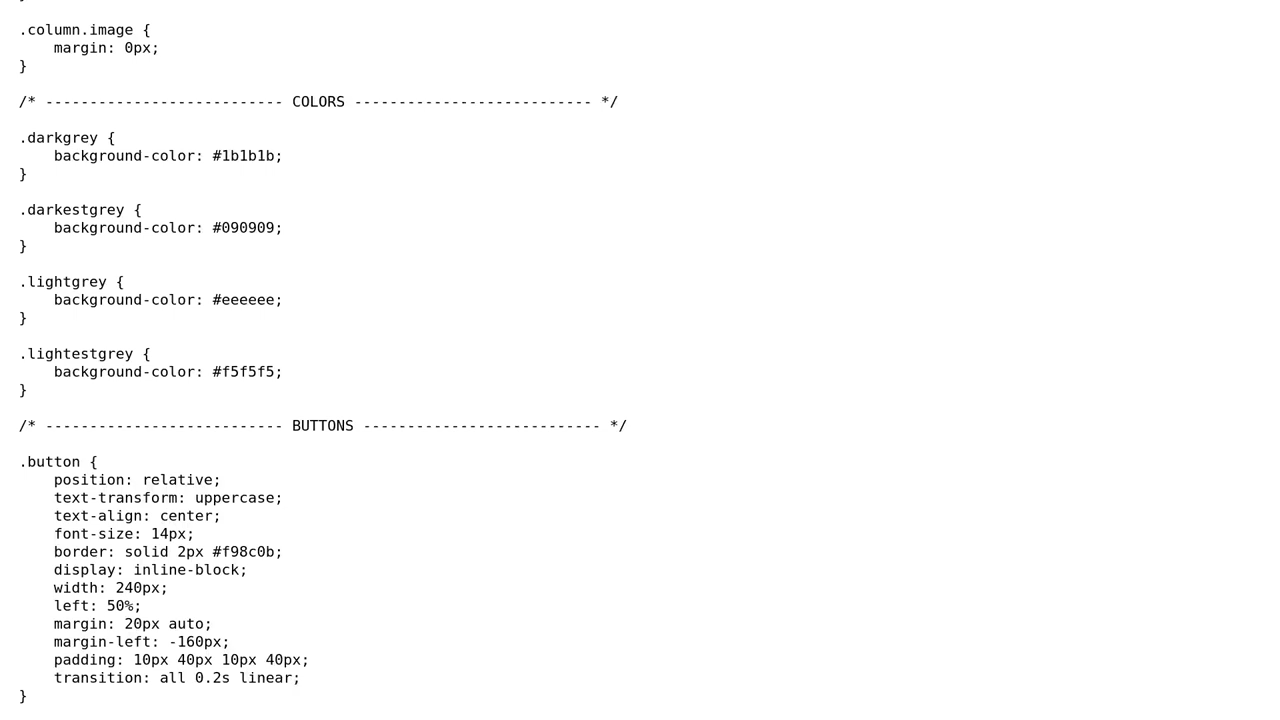 .column.image {
    margin: 0px;
}

/* --------------------------- COLORS --------------------------- */

.darkgrey {
    background-color: #1b1b1b;
}

.darkestgrey {
    background-color: #090909;
}

.lightgrey {
    background-color: #eeeeee;
}

.lightestgrey {
    background-color: #f5f5f5;
}

/* --------------------------- BUTTONS --------------------------- */

.button {
    position: relative;
    text-transform: uppercase;
    text-align: center;
    font-size: 14px;
    border: solid 2px #f98c0b;
    display: inline-block;
    width: 240px;
    left: 50%;
    margin: 20px auto;
    margin-left: -160px;
    padding: 10px 40px 10px 40px;
    transition: all 0.2s linear;
}